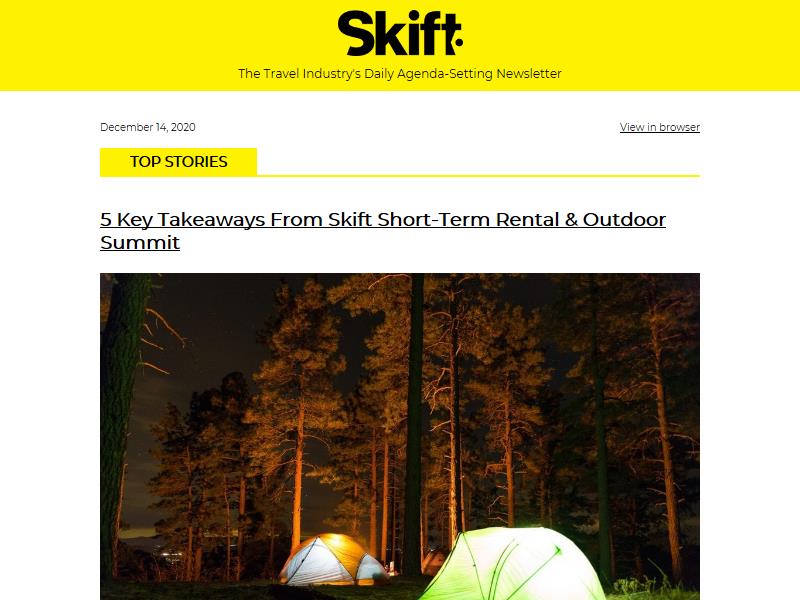 Skift
The Travel Industry's Daily Agenda-Setting Newsletter
December 14, 2020
View in browser
TOP STORIES
5 Key Takeaways From Skift Short-Term Rental & Outdoor
Summit